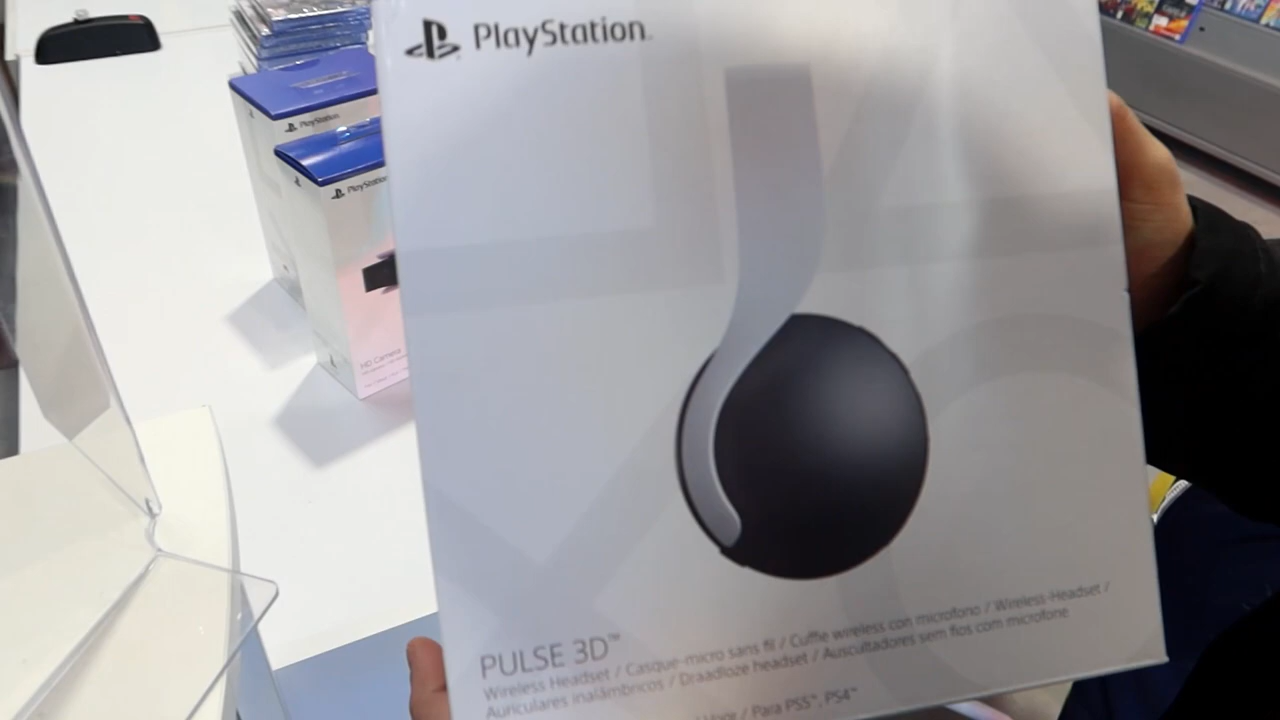 PlayStation
PlayStation
PlayStation
HD Camera
PULSE 3D™
Wireless Headset / Casque-micro sans fil / Cuffie wireless con microfono / Wireless-Headset /
Auriculares inalámbricos / Draadloze headset / Auscultadores sem fios com microfone
/ Para PS5™, PS4™